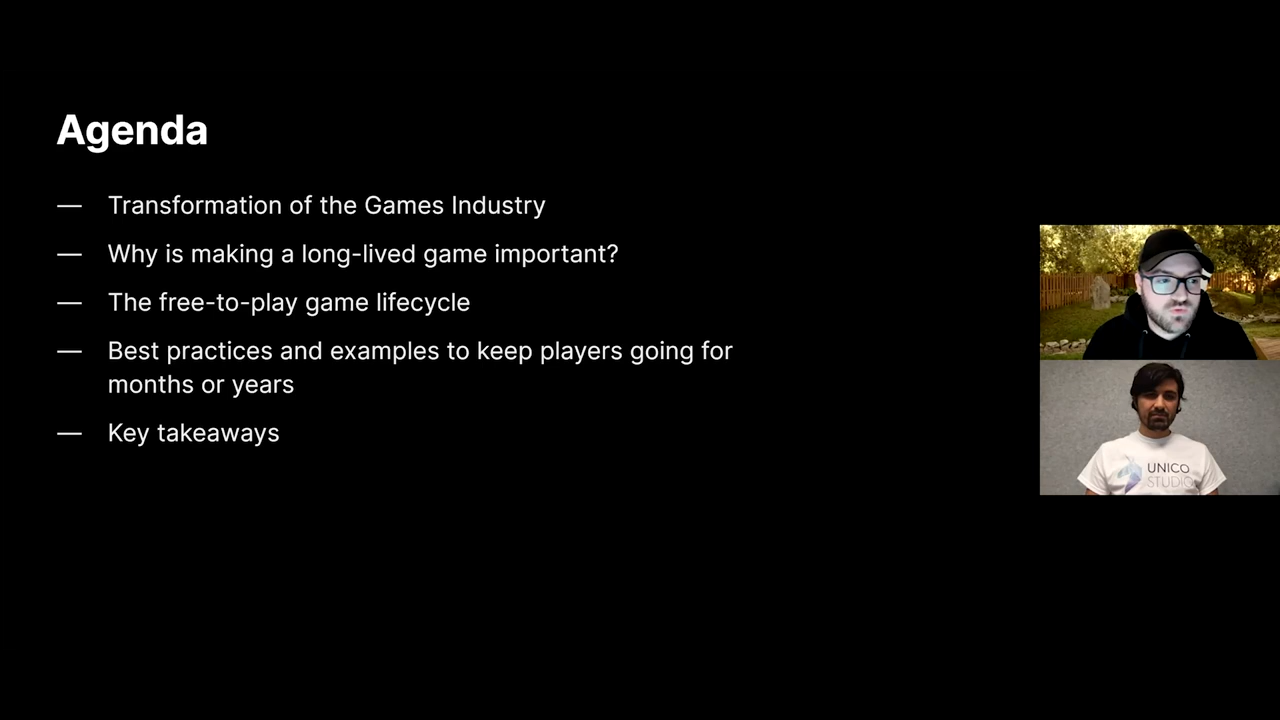 Agenda
— Transformation of the Games Industry
— Why is making a long-lived game important?
— The free-to-play game lifecycle
— Best practices and examples to keep players going for
months or years
— Key takeaways
UNICO
STUDIO